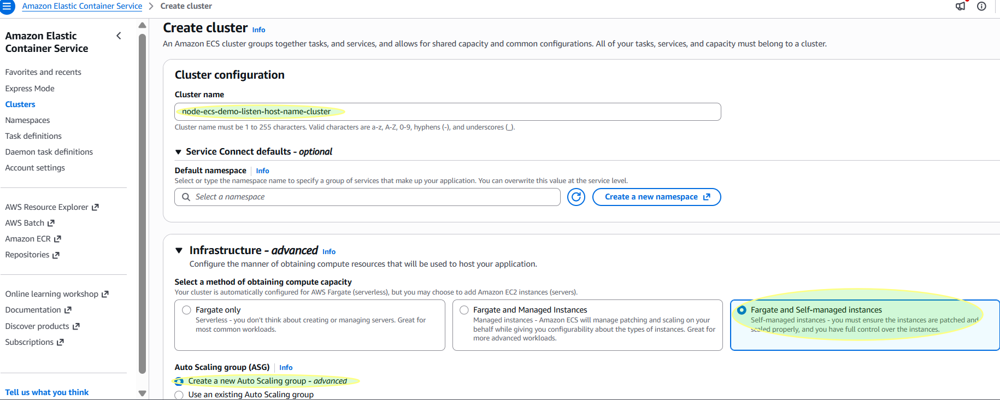 Amazon Elastic Container Service > Create cluster
Amazon Elastic
Container Service
Favorites and recents
Express Mode
Clusters
Namespaces
Task definitions
Daemon task definitions
Account settings
AWS Resource Explorer
AWS Batch
Amazon ECR
Repositories
Online learning workshop
Documentation
Discover products
Subscriptions
Tell us what you think
Create cluster Info
An Amazon ECS cluster groups together tasks, and services, and allows for shared capacity and common configurations. All of your tasks, services, and capacity must belong to a cluster.
Cluster configuration
Cluster name
node-ecs-demo-listen-host-name-cluster
Cluster name must be 1 to 255 characters. Valid characters are a-z, A-Z, 0-9, hyphens (-), and underscores (_).
Service Connect defaults - optional
Default namespace Info
Select or type the namespace name to specify a group of services that make up your application. You can overwrite this value at the service level.
Select a namespace
Create a new namespace
Infrastructure - advanced Info
Configure the manner of obtaining compute resources that will be used to host your application.
Select a method of obtaining compute capacity
Your cluster is automatically configured for AWS Fargate (serverless), but you may choose to add Amazon EC2 instances (servers).
Fargate only
Serverless - you don't think about creating or managing servers. Great for
most common workloads.
Fargate and Managed Instances
Managed instances - Amazon ECS will manage patching and scaling on your
behalf while giving you configurability about the types of instances. Great for
more advanced workloads.
Fargate and Self-managed instances
Self-managed instances - you must ensure the instances are patched and
scaled properly, and you have full control over the instances.
Auto Scaling group (ASG) Info
Create a new Auto Scaling group - advanced
Use an existing Auto Scaling group